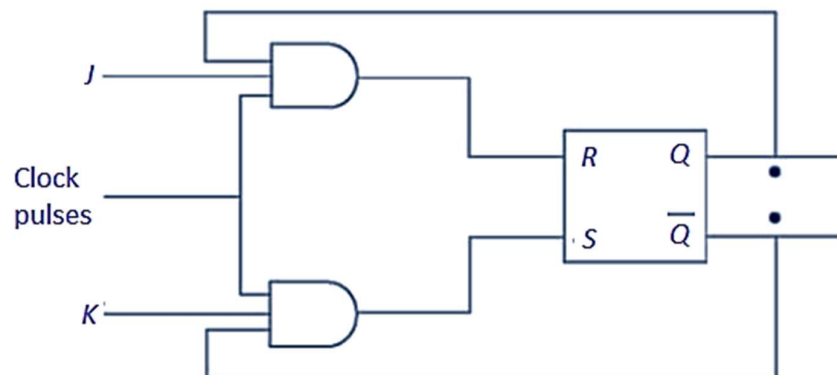 J
Clock
pulses
K
R Q
S Q̅